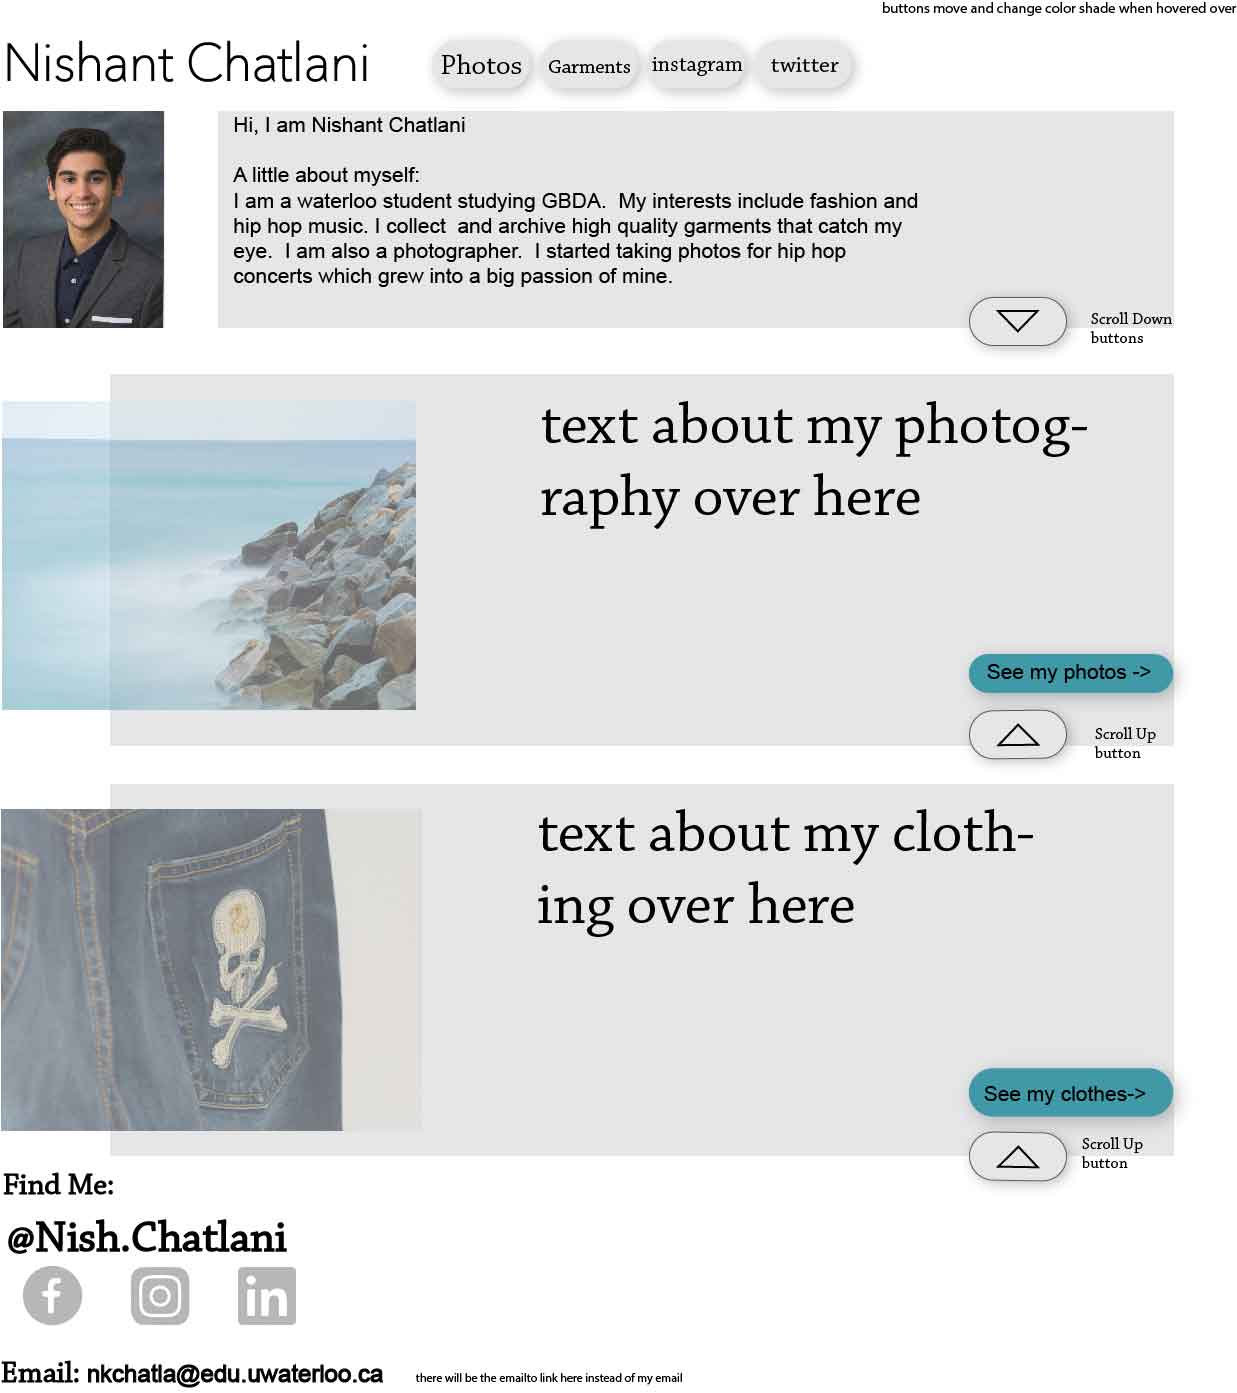 buttons move and change color shade when hovered over
Nishant Chatlani
Photos
Garments
instagram
twitter
Hi, I am Nishant Chatlani
A little about myself:
I am a waterloo student studying GBDA.  My interests include fashion and
hip hop music. I collect  and archive high quality garments that catch my
eye.  I am also a photographer.  I started taking photos for hip hop
concerts which grew into a big passion of mine.
Scroll Down
buttons
text about my photog-
raphy over here
See my photos ->
Scroll Up
button
text about my cloth-
ing over here
See my clothes->
Scroll Up
button
Find Me:
@Nish.Chatlani
f
in
Email: nkchatla@edu.uwaterloo.ca
there will be the emailto link here instead of my email